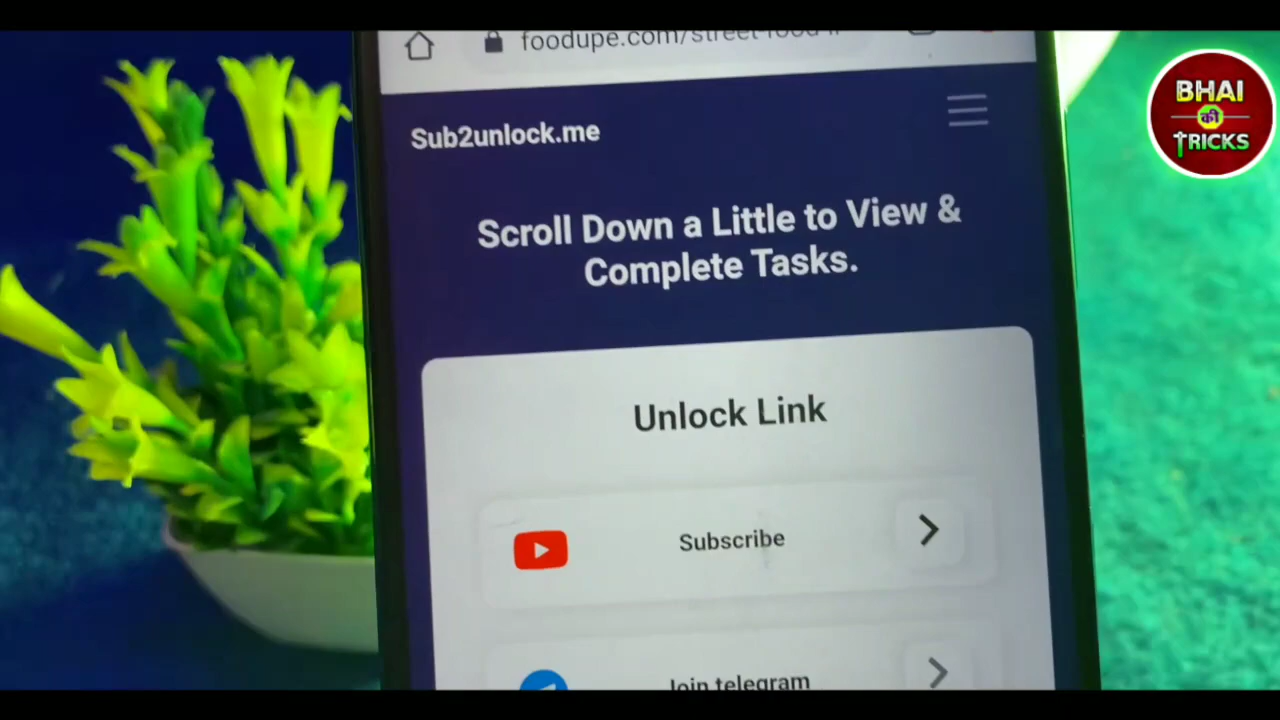 foodupe.com/street-food-i
BHAI
की
TRICKS
Sub2unlock.me
Scroll Down a Little to View &
Complete Tasks.
Unlock Link
Subscribe
Join telegram